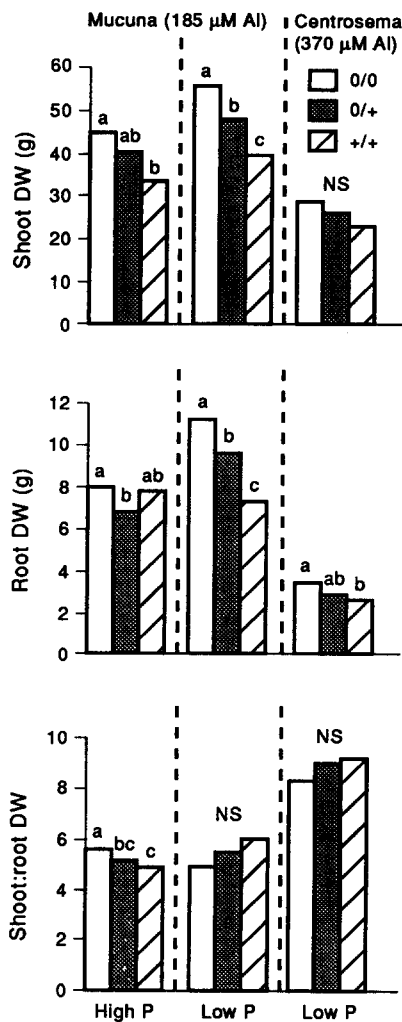 Mucuna (185 µM Al)
Centrosema
(370 µM Al)
0/0
0/+
+/+
Shoot DW (g)
60
50
40
30
20
10
0
a
ab
b
a
b
c
NS
Root DW (g)
12
10
8
6
4
2
0
a
b
ab
a
b
c
a
ab
b
Shoot:root DW
10
8
6
4
2
0
a
bc
c
NS
NS
High P
Low P
Low P